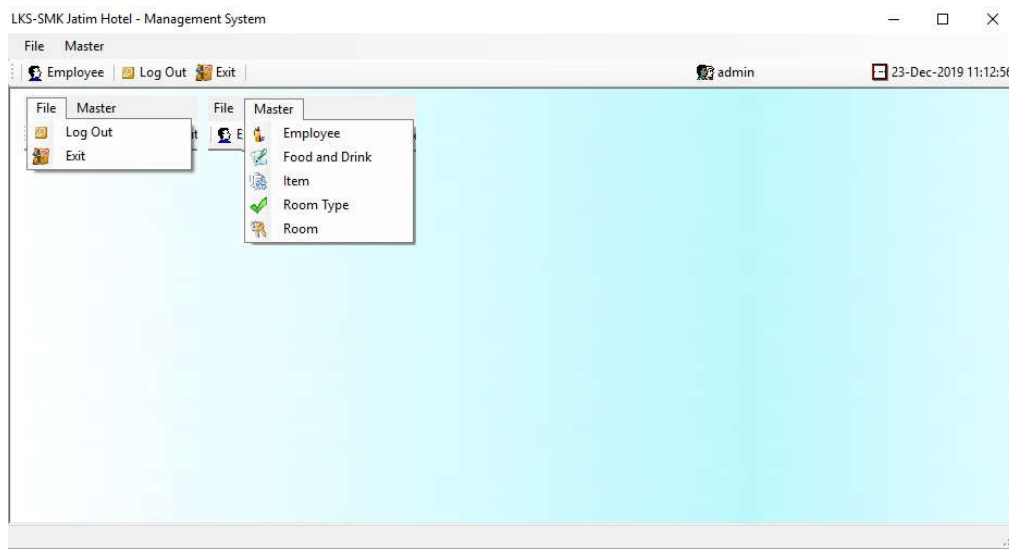 LKS-SMK Jatim Hotel - Management System
File Master
Employee Log Out Exit admin 23-Dec-2019 11:12:56
File Master
Log Out
Exit
File Master
Employee
Food and Drink
Item
Room Type
Room